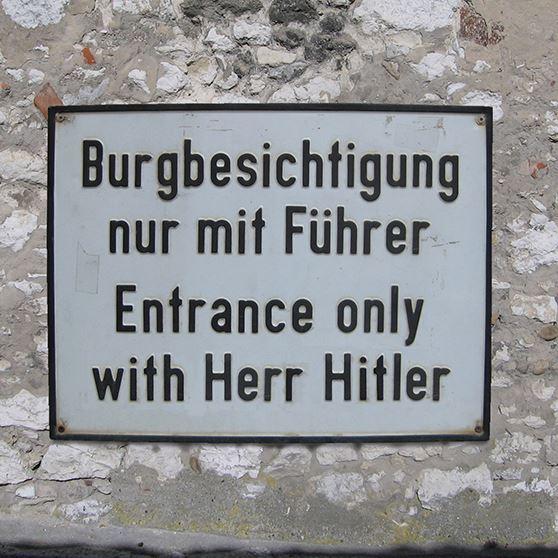 Burgbesichtigung
nur mit Führer
Entrance only
with Herr Hitler